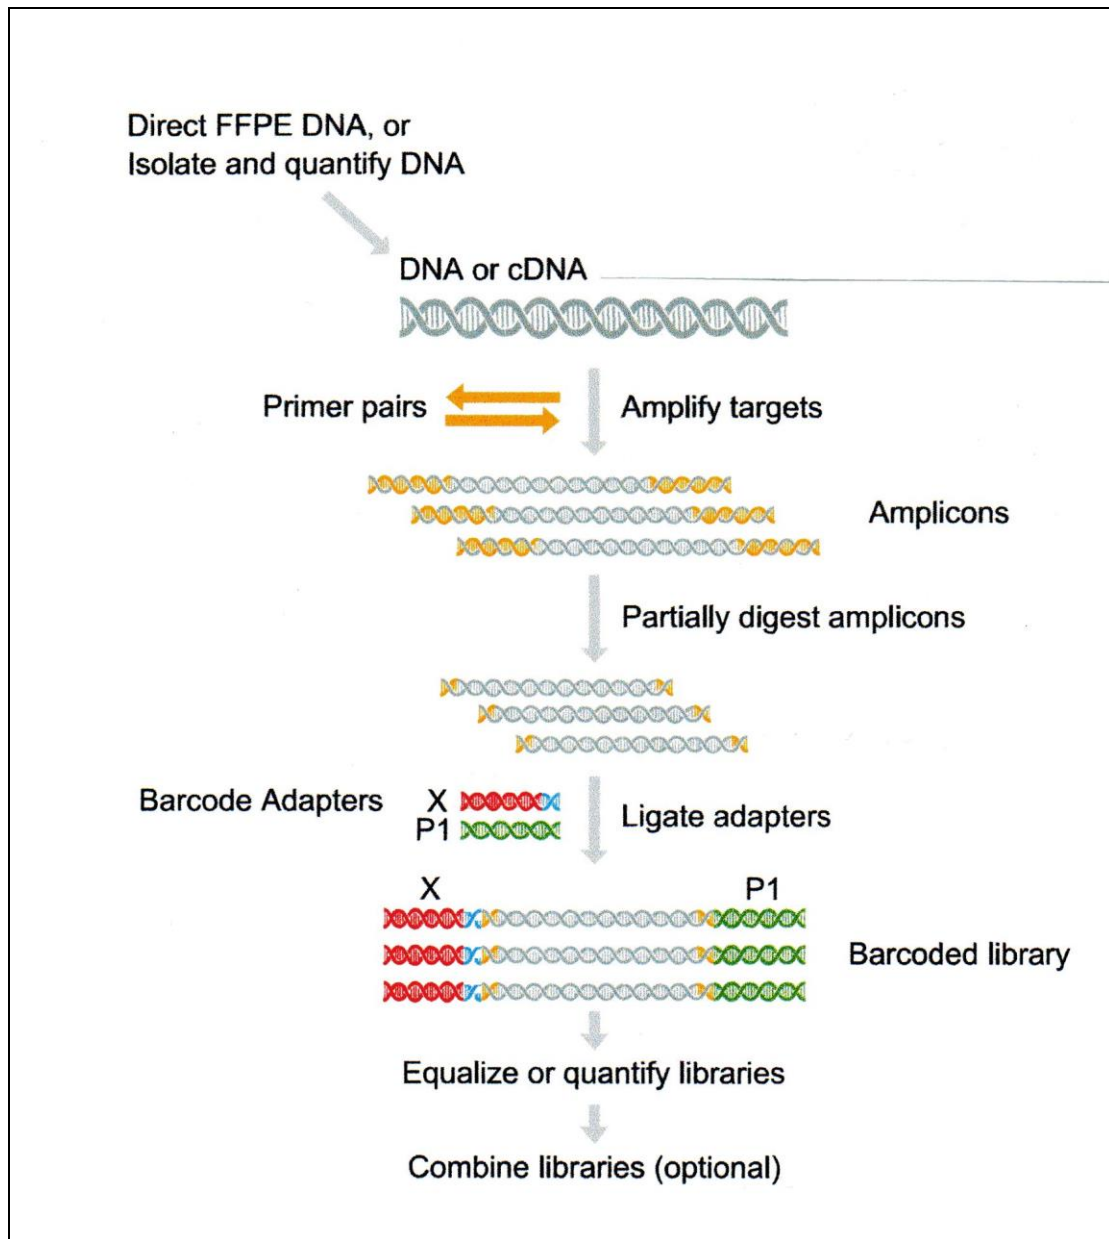 Direct FFPE DNA, or
Isolate and quantify DNA
DNA or cDNA
Primer pairs
Amplify targets
Amplicons
Partially digest amplicons
Barcode Adapters
X
P1
Ligate adapters
X
P1
Barcoded library
Equalize or quantify libraries
Combine libraries (optional)